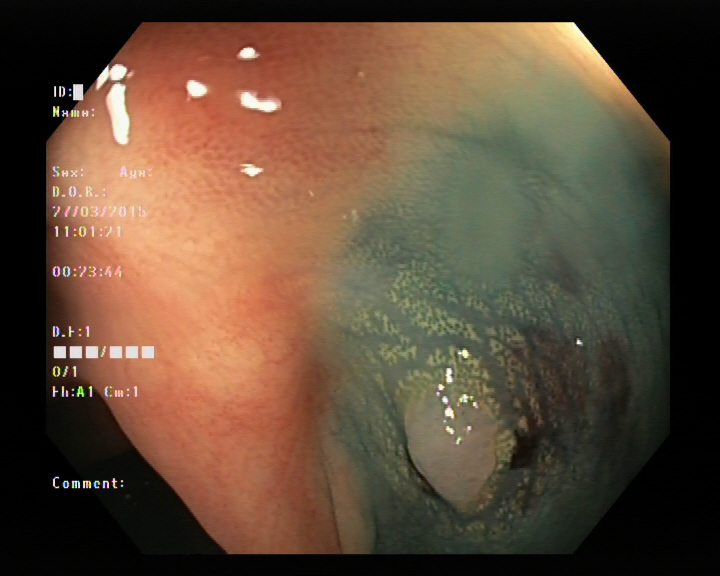 ID:
Name:
Sex: Age:
D.O.B.:
27/03/2015
11:01:21
00:23:44
D.F:1
■■■/■■■
0/1
Eh:A1 Cm:1
Comment: